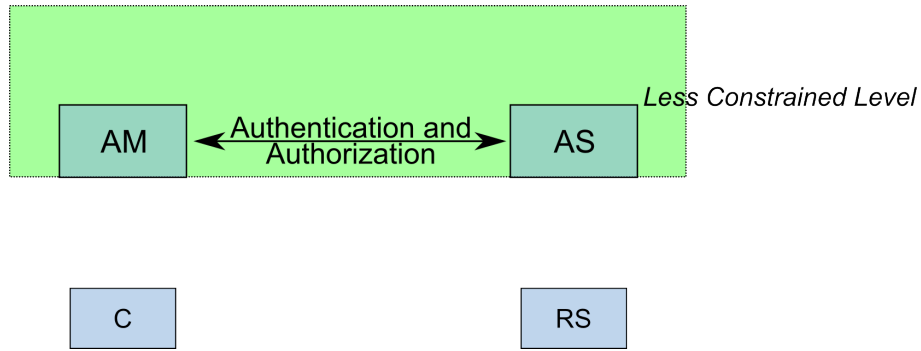 Less Constrained Level
AM
Authentication and
Authorization
AS
C
RS